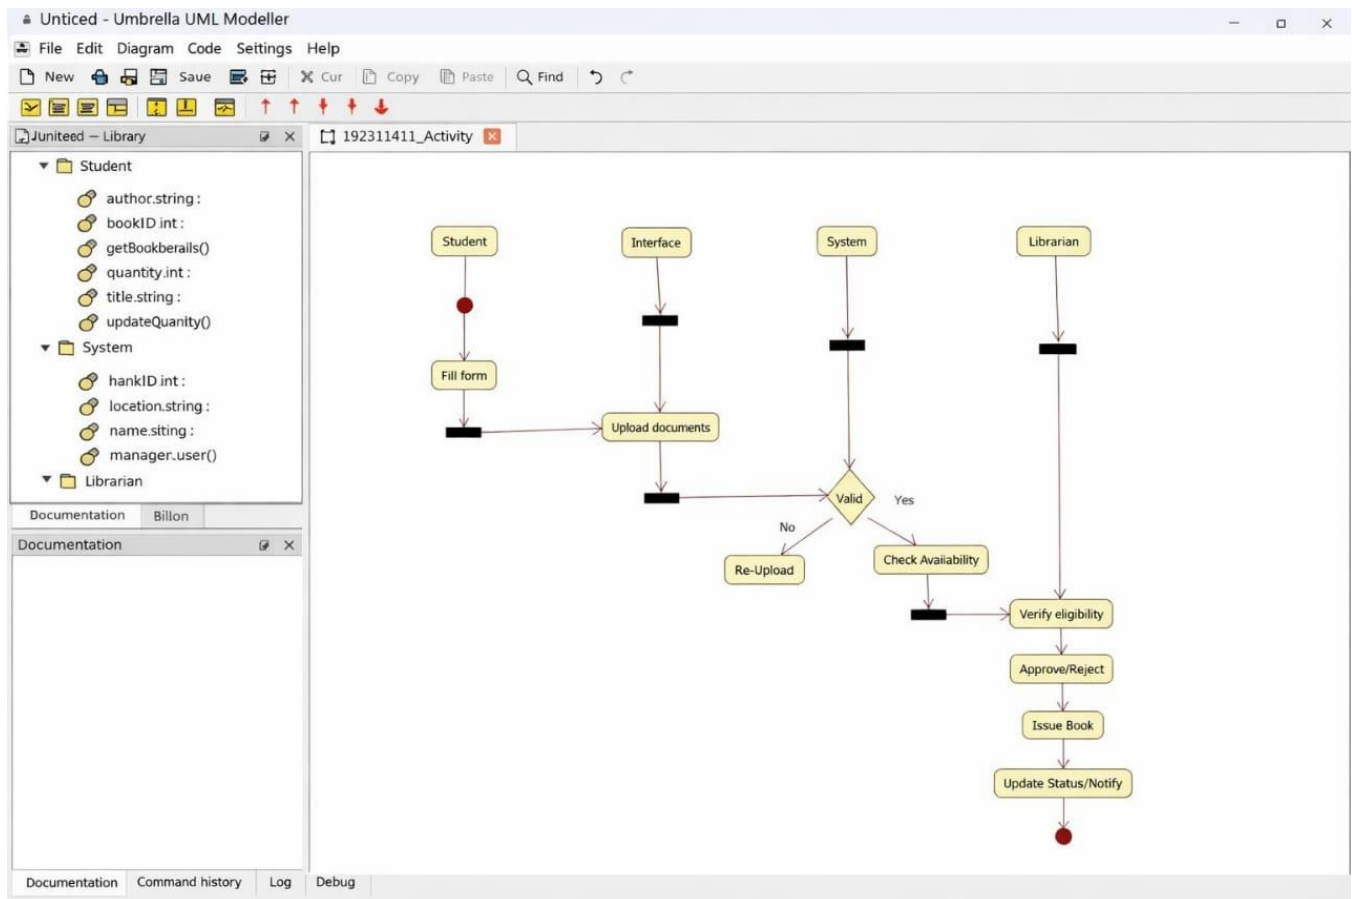 Unticed - Umbrella UML Modeller
File Edit Diagram Code Settings Help
New Save Cur Copy Paste Find
Juniteed — Library
192311411_Activity
Student
author.string :
bookID int :
getBookberails()
quantity.int :
title.string :
updateQuanity()
System
hankID int :
location.string :
name.sîting :
manager.user()
Librarian
Documentation Billon
Documentation
Student
Interface
System
Librarian
Fill form
Upload documents
Valid
Yes
No
Re-Upload
Check Avaiiability
Verify eligibility
Approve/Reject
Issue Book
Update Status/Notify
Documentation Command history Log Debug